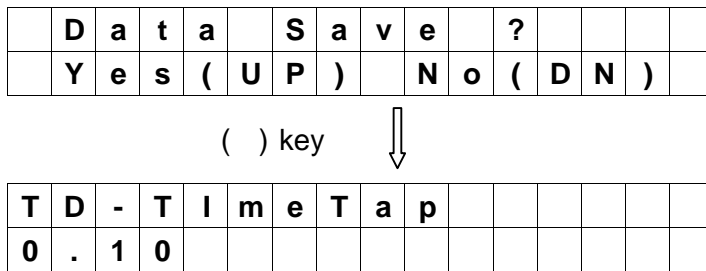 Data Save ?
Yes(UP) No(DN)
( ) key
TD-TImeTap
0.10